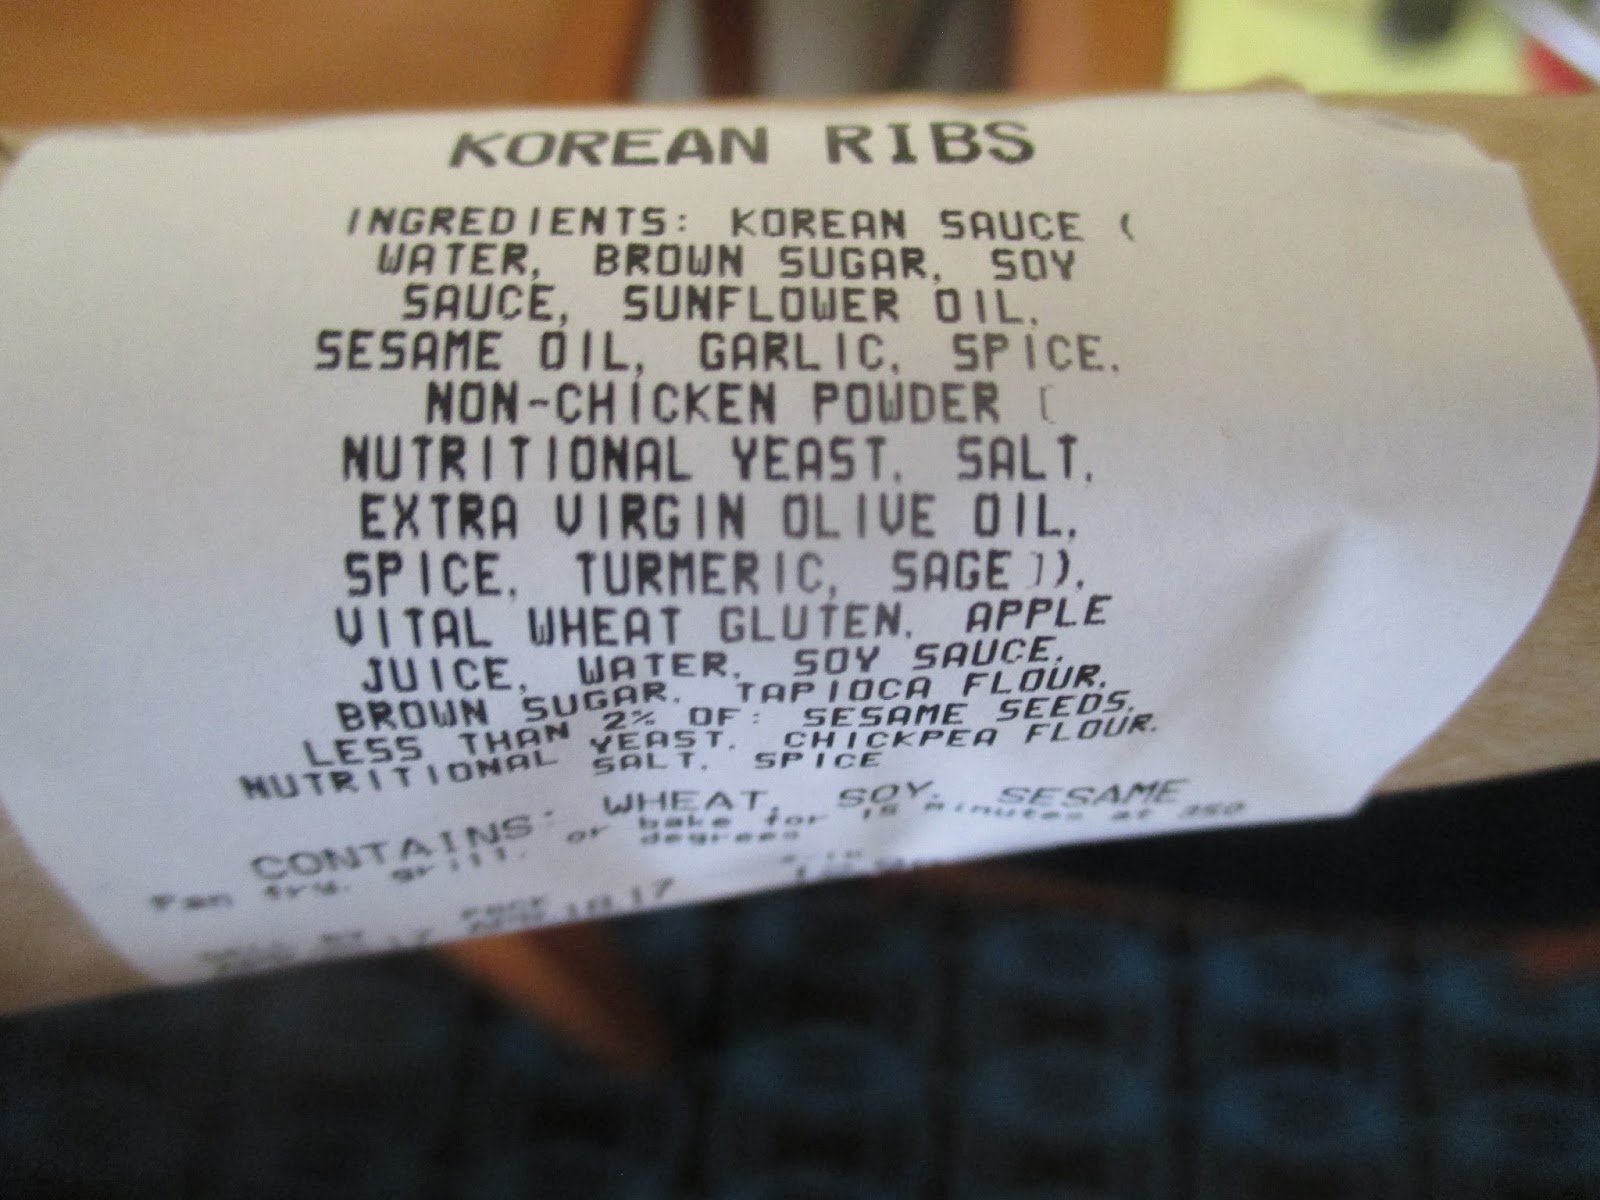 KOREAN RIBS
INGREDIENTS: KOREAN SAUCE (
WATER, BROWN SUGAR, SOY
SAUCE, SUNFLOWER OIL,
SESAME OIL, GARLIC, SPICE,
NON-CHICKEN POWDER [
NUTRITIONAL YEAST, SALT,
EXTRA VIRGIN OLIVE OIL,
SPICE, TURMERIC, SAGE]),
VITAL WHEAT GLUTEN, APPLE
JUICE, WATER, SOY SAUCE,
BROWN SUGAR, TAPIOCA FLOUR,
LESS THAN 2% OF: SESAME SEEDS,
NUTRITIONAL YEAST, CHICKPEA FLOUR,
SALT, SPICE
CONTAINS: WHEAT, SOY, SESAME
Pan fry, grill, or bake for 15 minutes at 350
degrees